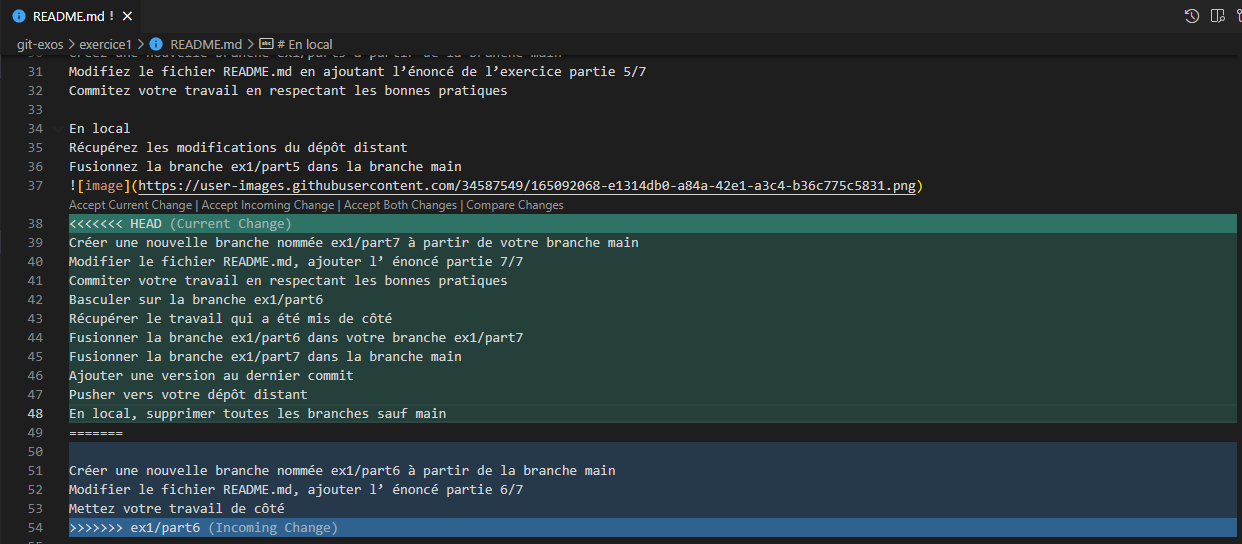 README.md ! ×
git-exos > exercice1 > README.md > # En local
30 Créez une nouvelle branche ex1/part5 à partir de la branche main
31 Modifiez le fichier README.md en ajoutant l’énoncé de l’exercice partie 5/7
32 Commitez votre travail en respectant les bonnes pratiques
33
34 En local
35 Récupérez les modifications du dépôt distant
36 Fusionnez la branche ex1/part5 dans la branche main
37 ![image](https://user-images.githubusercontent.com/34587549/165092068-e1314db0-a84a-42e1-a3c4-b36c775c5831.png)
Accept Current Change | Accept Incoming Change | Accept Both Changes | Compare Changes
38 <<<<<<< HEAD (Current Change)
39 Créer une nouvelle branche nommée ex1/part7 à partir de votre branche main
40 Modifier le fichier README.md, ajouter l’ énoncé partie 7/7
41 Commiter votre travail en respectant les bonnes pratiques
42 Basculer sur la branche ex1/part6
43 Récupérer le travail qui a été mis de côté
44 Fusionner la branche ex1/part6 dans votre branche ex1/part7
45 Fusionner la branche ex1/part7 dans la branche main
46 Ajouter une version au dernier commit
47 Pusher vers votre dépôt distant
48 En local, supprimer toutes les branches sauf main
49 =======
50
51 Créer une nouvelle branche nommée ex1/part6 à partir de la branche main
52 Modifier le fichier README.md, ajouter l’ énoncé partie 6/7
53 Mettez votre travail de côté
54 >>>>>>> ex1/part6 (Incoming Change)